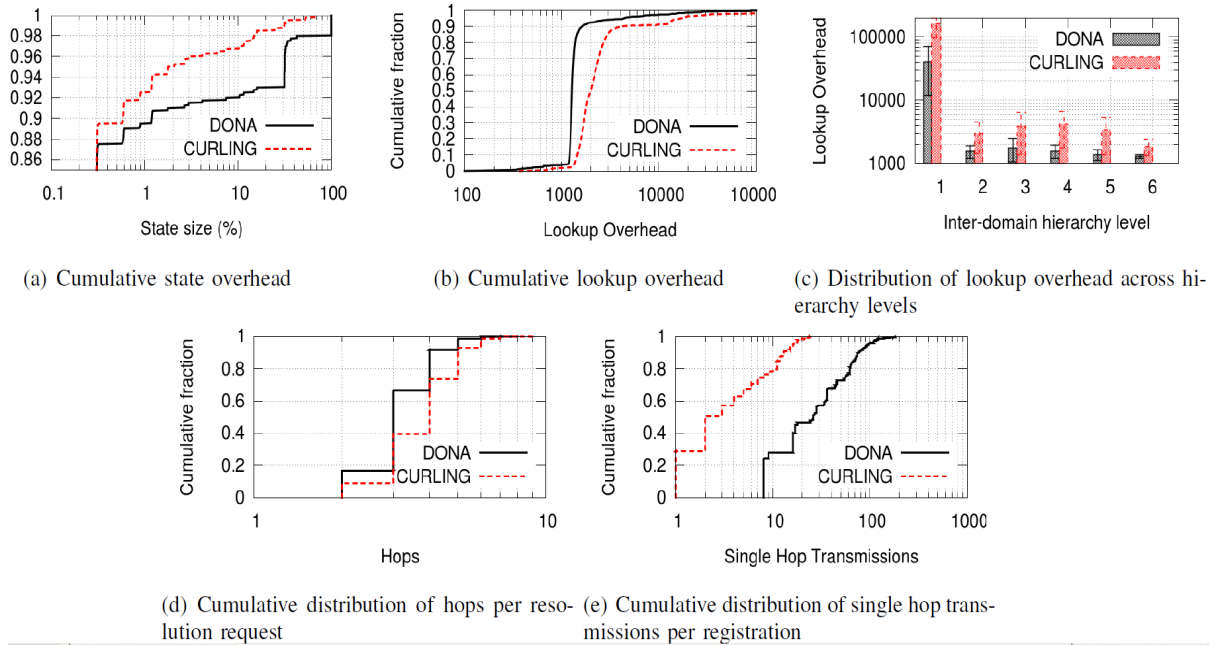 1
0.98
0.96
0.94
0.92
0.9
0.88
0.86
0.1
1
10
100
DONA
CURLING
State size (%)
(a) Cumulative state overhead
Cumulative fraction
1
0.9
0.8
0.7
0.6
0.5
0.4
0.3
0.2
0.1
0
100
1000
10000
10000
DONA
CURLING
Lookup Overhead
(b) Cumulative lookup overhead
Lookup Overhead
100000
10000
1000
DONA
CURLING
1 2 3 4 5 6
Inter-domain hierarchy level
(c) Distribution of lookup overhead across hi-
erarchy levels
Cumulative fraction
1
0.8
0.6
0.4
0.2
0
DONA
CURLING
1
10
Hops
(d) Cumulative distribution of hops per reso-
lution request
Cumulative fraction
1
0.8
0.6
0.4
0.2
0
DONA
CURLING
1
10
100
1000
Single Hop Transmissions
(e) Cumulative distribution of single hop trans-
missions per registration